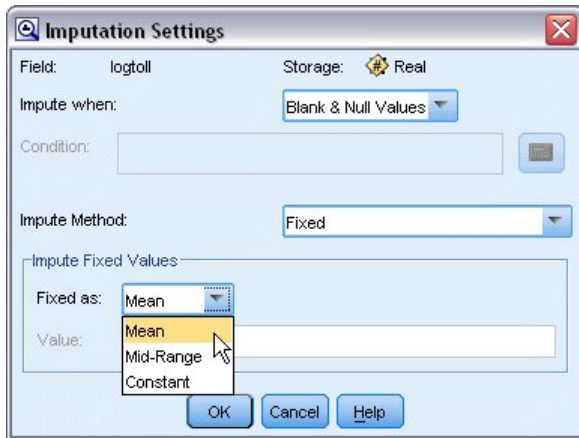 Imputation Settings
Field: logtoll Storage: # Real
Impute when: Blank & Null Values
Condition:
Impute Method: Fixed
Impute Fixed Values
Fixed as: Mean
Mean
Value:
Mid-Range
Constant
OK Cancel Help